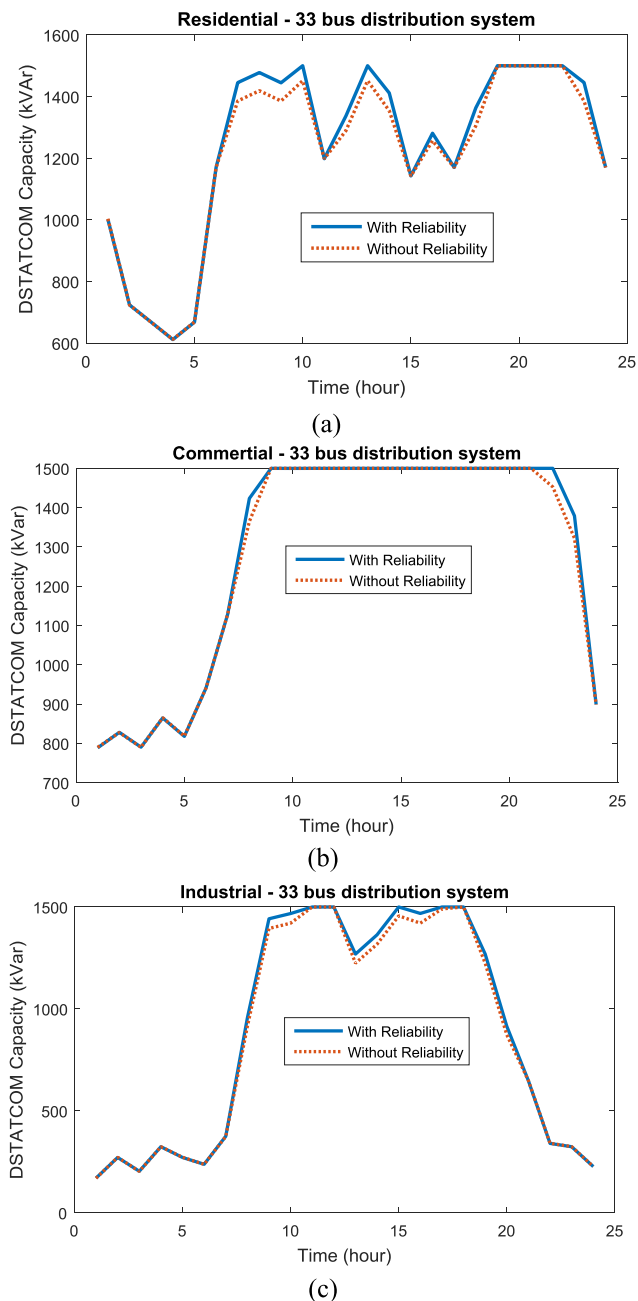 Residential - 33 bus distribution system
DSTATCOM Capacity (kVAr)
1600
1400
1200
1000
800
600
With Reliability
Without Reliability
0 5 10 15 20 25
Time (hour)
(a)
Commertial - 33 bus distribution system
DSTATCOM Capacity (kVar)
1500
1400
1300
1200
1100
1000
900
800
700
With Reliability
Without Reliability
0 5 10 15 20 25
Time (hour)
(b)
Industrial - 33 bus distribution system
DSTATCOM Capacity (kVar)
1500
1000
500
0
With Reliability
Without Reliability
0 5 10 15 20 25
Time (hour)
(c)